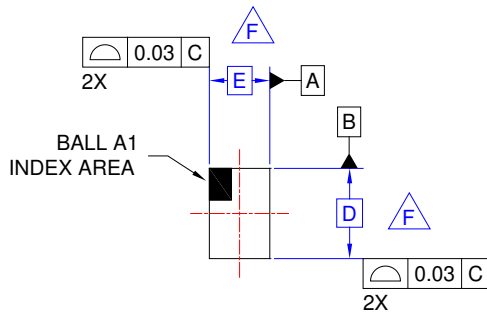 F
0.03 C
2X
E
A
B
BALL A1
INDEX AREA
D
F
0.03 C
2X